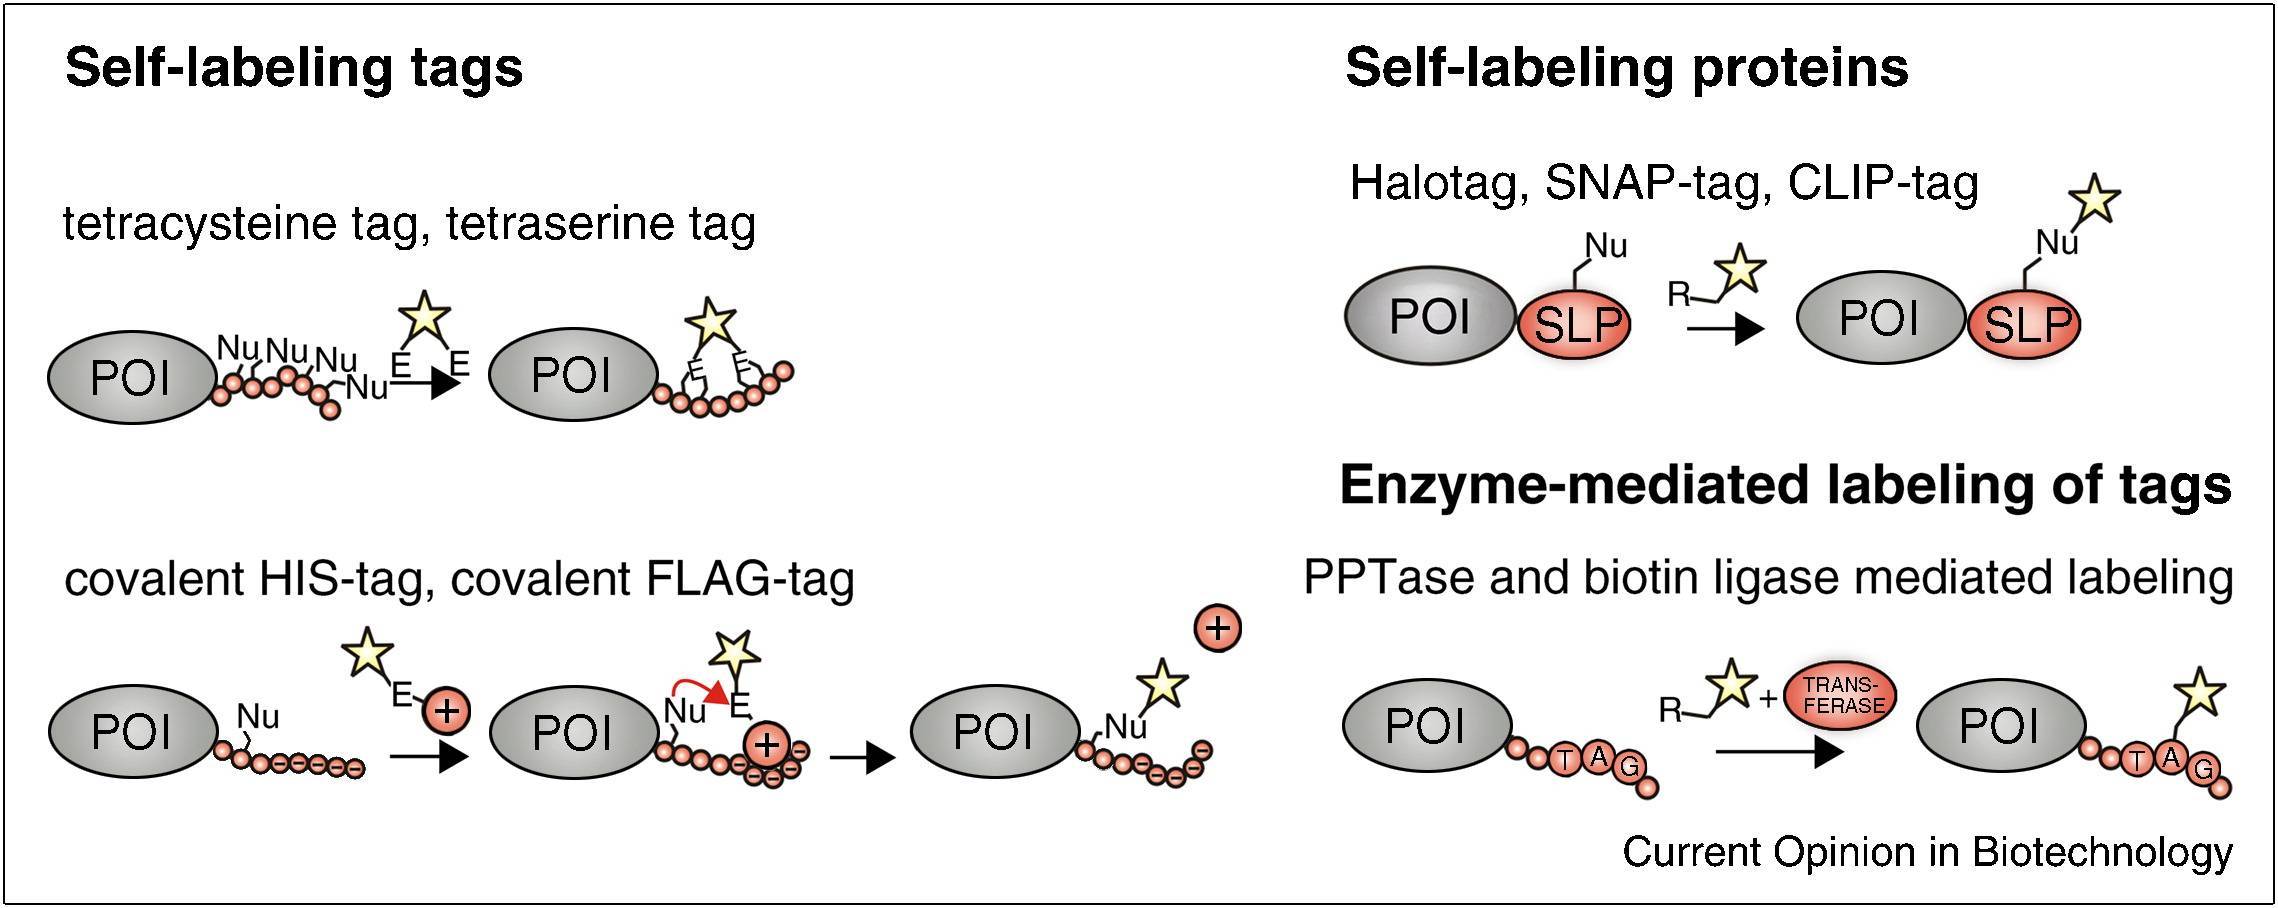 Self-labeling tags
tetracysteine tag, tetraserine tag
POI
Nu Nu Nu Nu
E E
POI
E E
covalent HIS-tag, covalent FLAG-tag
POI
Nu
E +
− − − − −
POI
Nu E
+
− − − − − −
POI
Nu
+
− − − − −
Self-labeling proteins
Halotag, SNAP-tag, CLIP-tag
POI SLP
Nu
R
POI SLP
Nu
Enzyme-mediated labeling of tags
PPTase and biotin ligase mediated labeling
POI
T A G
R + TRANS-
FERASE
POI
T A G
Current Opinion in Biotechnology